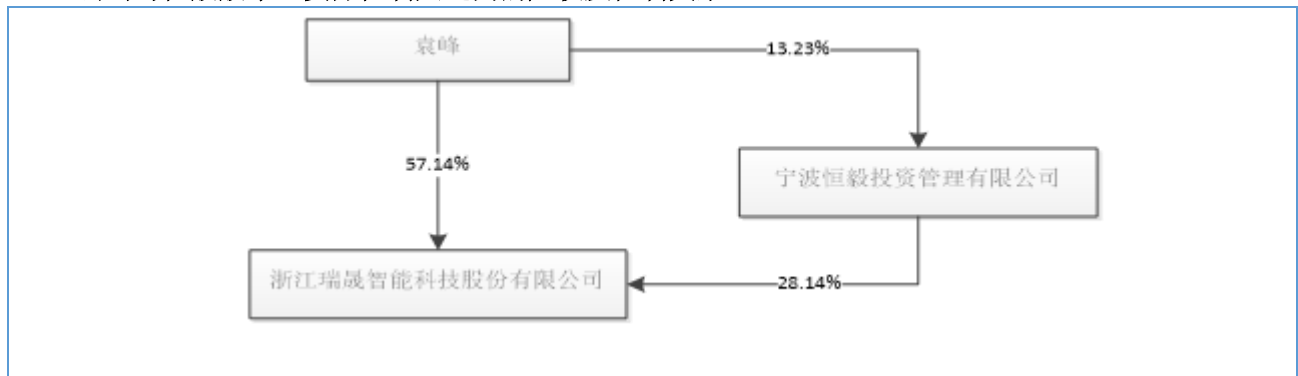 袁峰
13.23%
57.14%
宁波恒毅投资管理有限公司
浙江瑞晟智能科技股份有限公司
28.14%